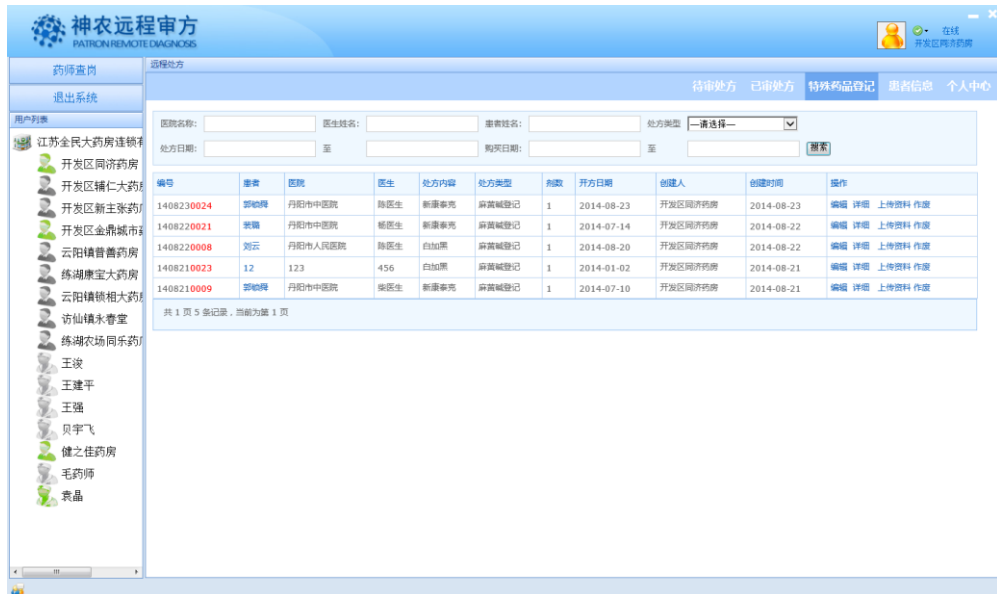 神农远程审方
PATRON REMOTE DIAGNOSIS
在线
开发区同济药房
药师查岗
退出系统
用户列表
江苏全民大药房连锁有
开发区同济药房
开发区辅仁大药房
开发区新主张药房
开发区金鼎城市药
云阳镇普善药房
练湖康宝大药房
云阳镇锁相大药房
访仙镇永春堂
练湖农场同乐药房
王浚
王建平
王强
贝宇飞
健之佳药房
毛药师
袁晶
远程处方
待审处方 已审处方 特殊药品登记 患者信息 个人中心
医院名称: 医生姓名: 患者姓名: 处方类型 —请选择—
处方日期: 至 购买日期: 至 搜索
编号 患者 医院 医生 处方内容 处方类型 剂数 开方日期 创建人 创建时间 操作
1408230024 丹阳市中医院 陈医生 新康泰克 麻黄碱登记 1 2014-08-23 开发区同济药房 2014-08-23 编辑 详细 上传资料 作废
1408220021 丹阳市中医院 杨医生 新康泰克 麻黄碱登记 1 2014-07-14 开发区同济药房 2014-08-22 编辑 详细 上传资料 作废
1408220008 刘云 丹阳市人民医院 陈医生 白加黑 麻黄碱登记 1 2014-08-20 开发区同济药房 2014-08-22 编辑 详细 上传资料 作废
1408210023 12 123 456 白加黑 麻黄碱登记 1 2014-01-02 开发区同济药房 2014-08-21 编辑 详细 上传资料 作废
1408210009 丹阳市中医院 柴医生 新康泰克 麻黄碱登记 1 2014-07-10 开发区同济药房 2014-08-21 编辑 详细 上传资料 作废
共 1 页 5 条记录 . 当前为第 1 页